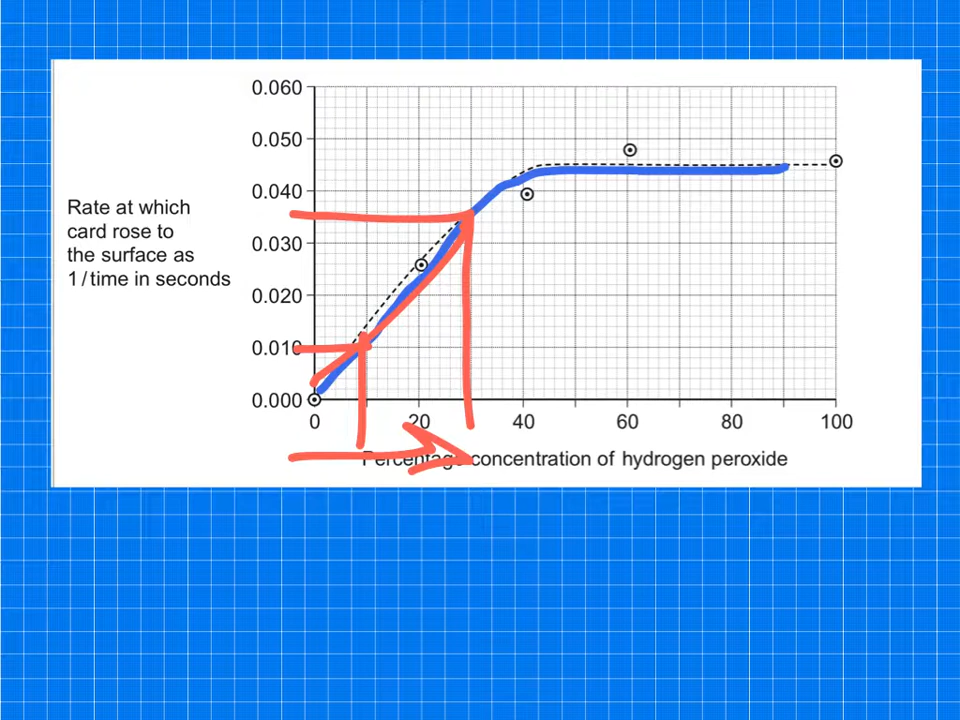 0.060
0.050
0.040
Rate at which
card rose to
the surface as
1/time in seconds
0.030
0.020
0.010
0.000
0 20 40 60 80 100
Percentage concentration of hydrogen peroxide